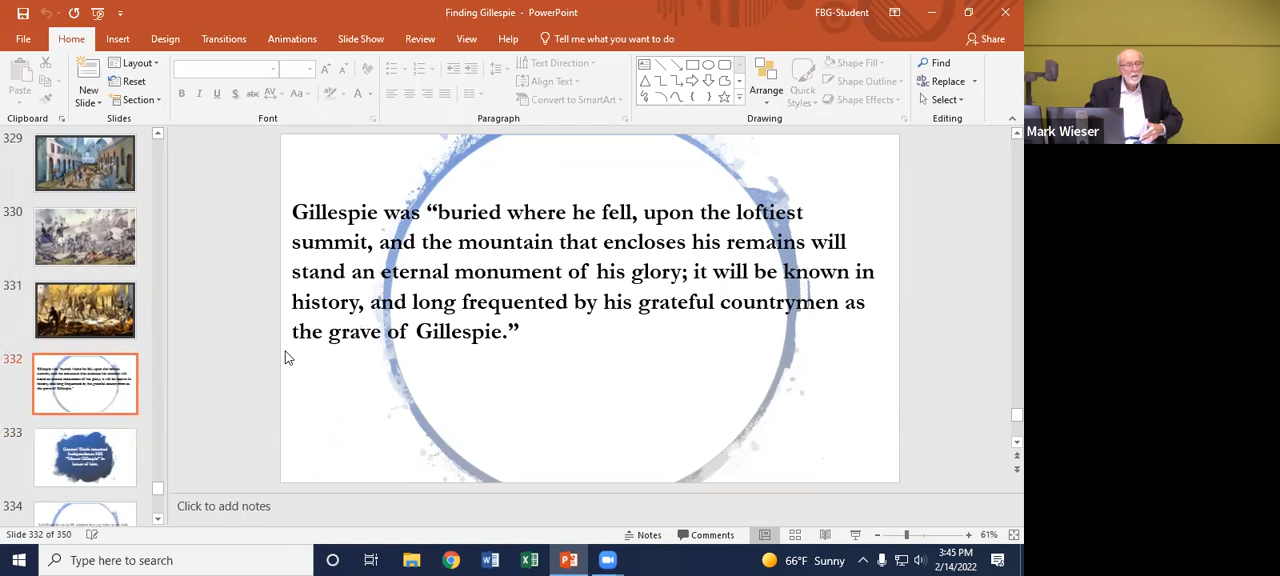 Finding Gillespie - PowerPoint
FBG-Student
File
Home
Insert
Design
Transitions
Animations
Slide Show
Review
View
Help
Tell me what you want to do
Share
Paste
New
Slide
Layout
Reset
Section
B I U S abc AV Aa A
Text Direction
Align Text
Convert to SmartArt
Arrange
Quick
Styles
Shape Fill
Shape Outline
Shape Effects
Find
Replace
Select
Clipboard
Slides
Font
Paragraph
Drawing
Editing
Mark Wieser
329
330
331
332
333
334
Gillespie was “buried where he fell, upon the loftiest
summit, and the mountain that encloses his remains will
stand an eternal monument of his glory; it will be known in
history, and long frequented by his grateful countrymen as
the grave of Gillespie.”
Click to add notes
Slide 332 of 350
Notes
Comments
61%
Type here to search
66°F Sunny
3:45 PM
2/14/2022